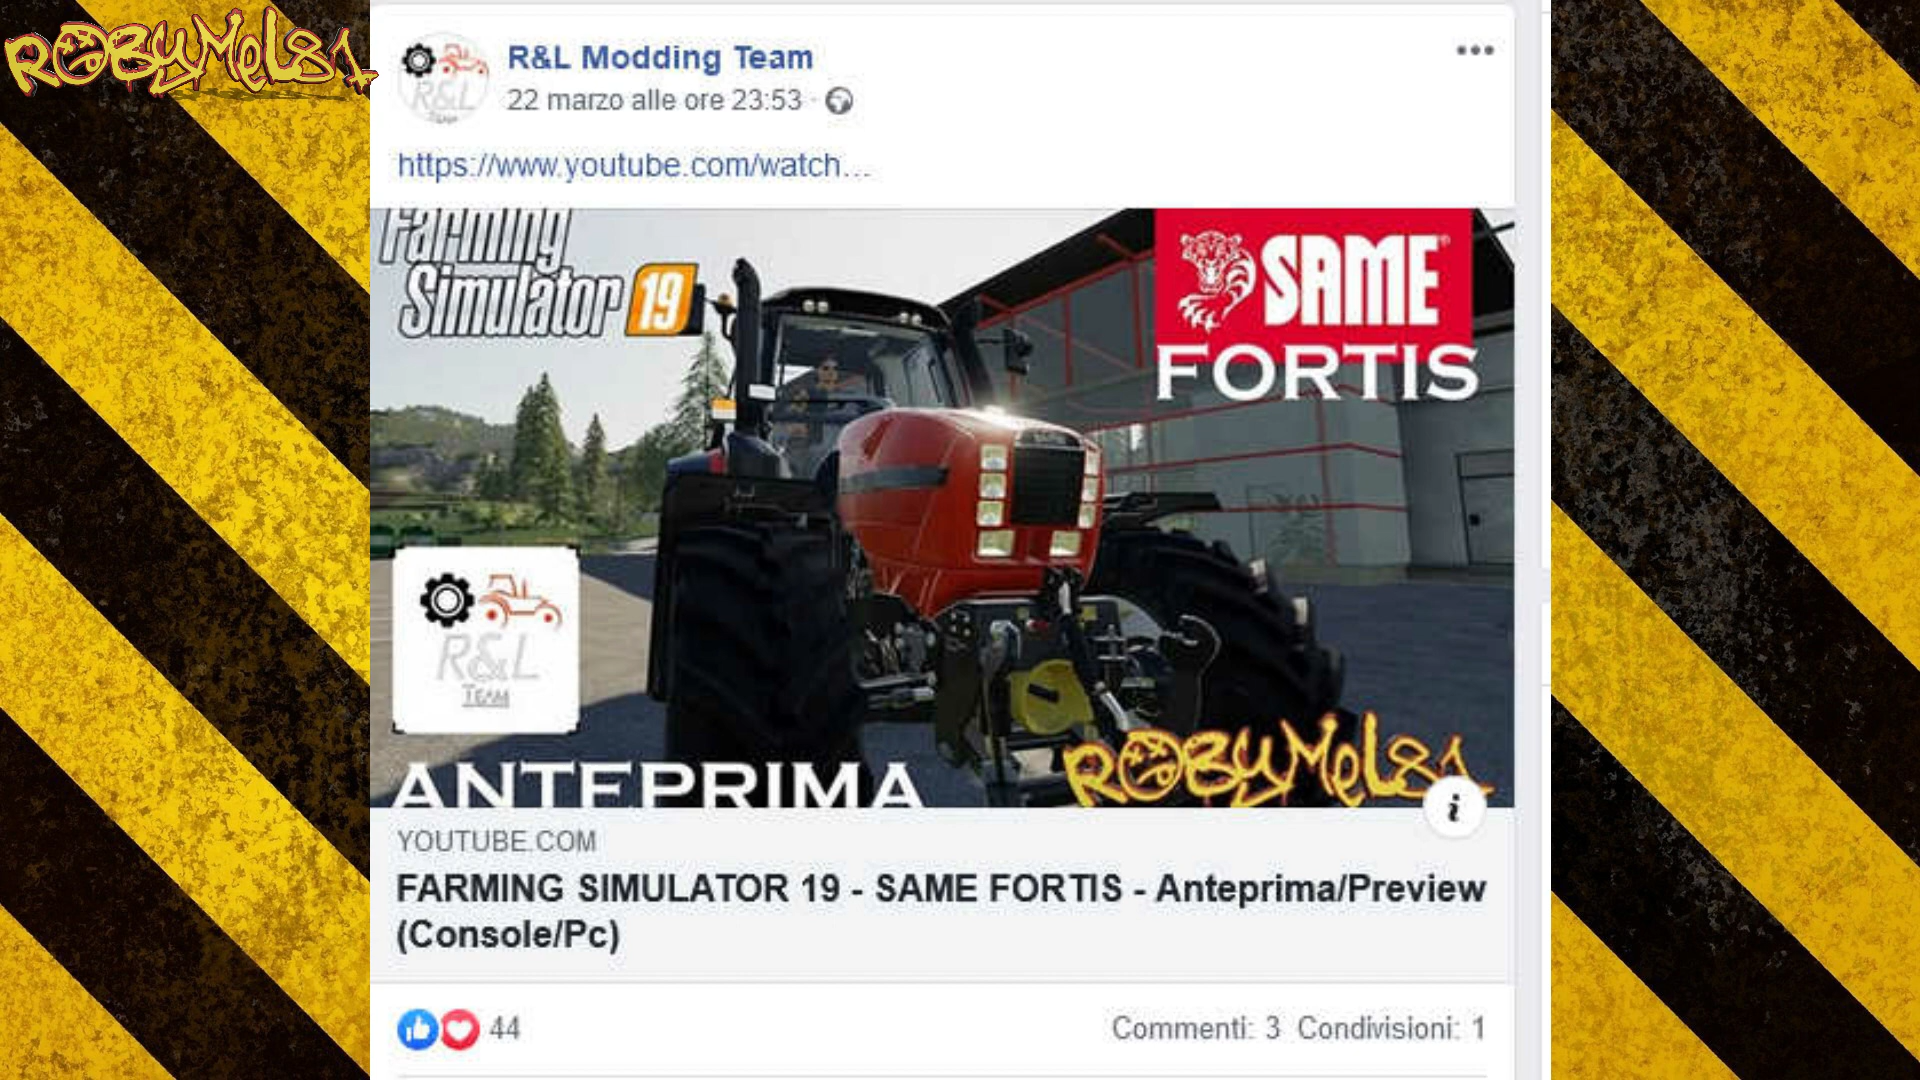 RObyMel81
R&L Modding Team
22 marzo alle ore 23:53
https://www.youtube.com/watch...
Farming
Simulator 19
SAME
FORTIS
R&L
TEAM
ANTEPRIMA
RObyMel81
YOUTUBE.COM
FARMING SIMULATOR 19 - SAME FORTIS - Anteprima/Preview
(Console/Pc)
44
Commenti: 3 Condivisioni: 1